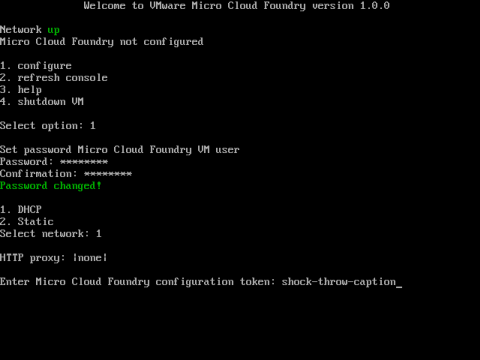 Welcome to VMware Micro Cloud Foundry version 1.0.0
Network up
Micro Cloud Foundry not configured
1. configure
2. refresh console
3. help
4. shutdown VM
Select option: 1
Set password Micro Cloud Foundry VM user
Password: ********
Confirmation: ********
Password changed!
1. DHCP
2. Static
Select network: 1
HTTP proxy: |none|
Enter Micro Cloud Foundry configuration token: shock-throw-caption_